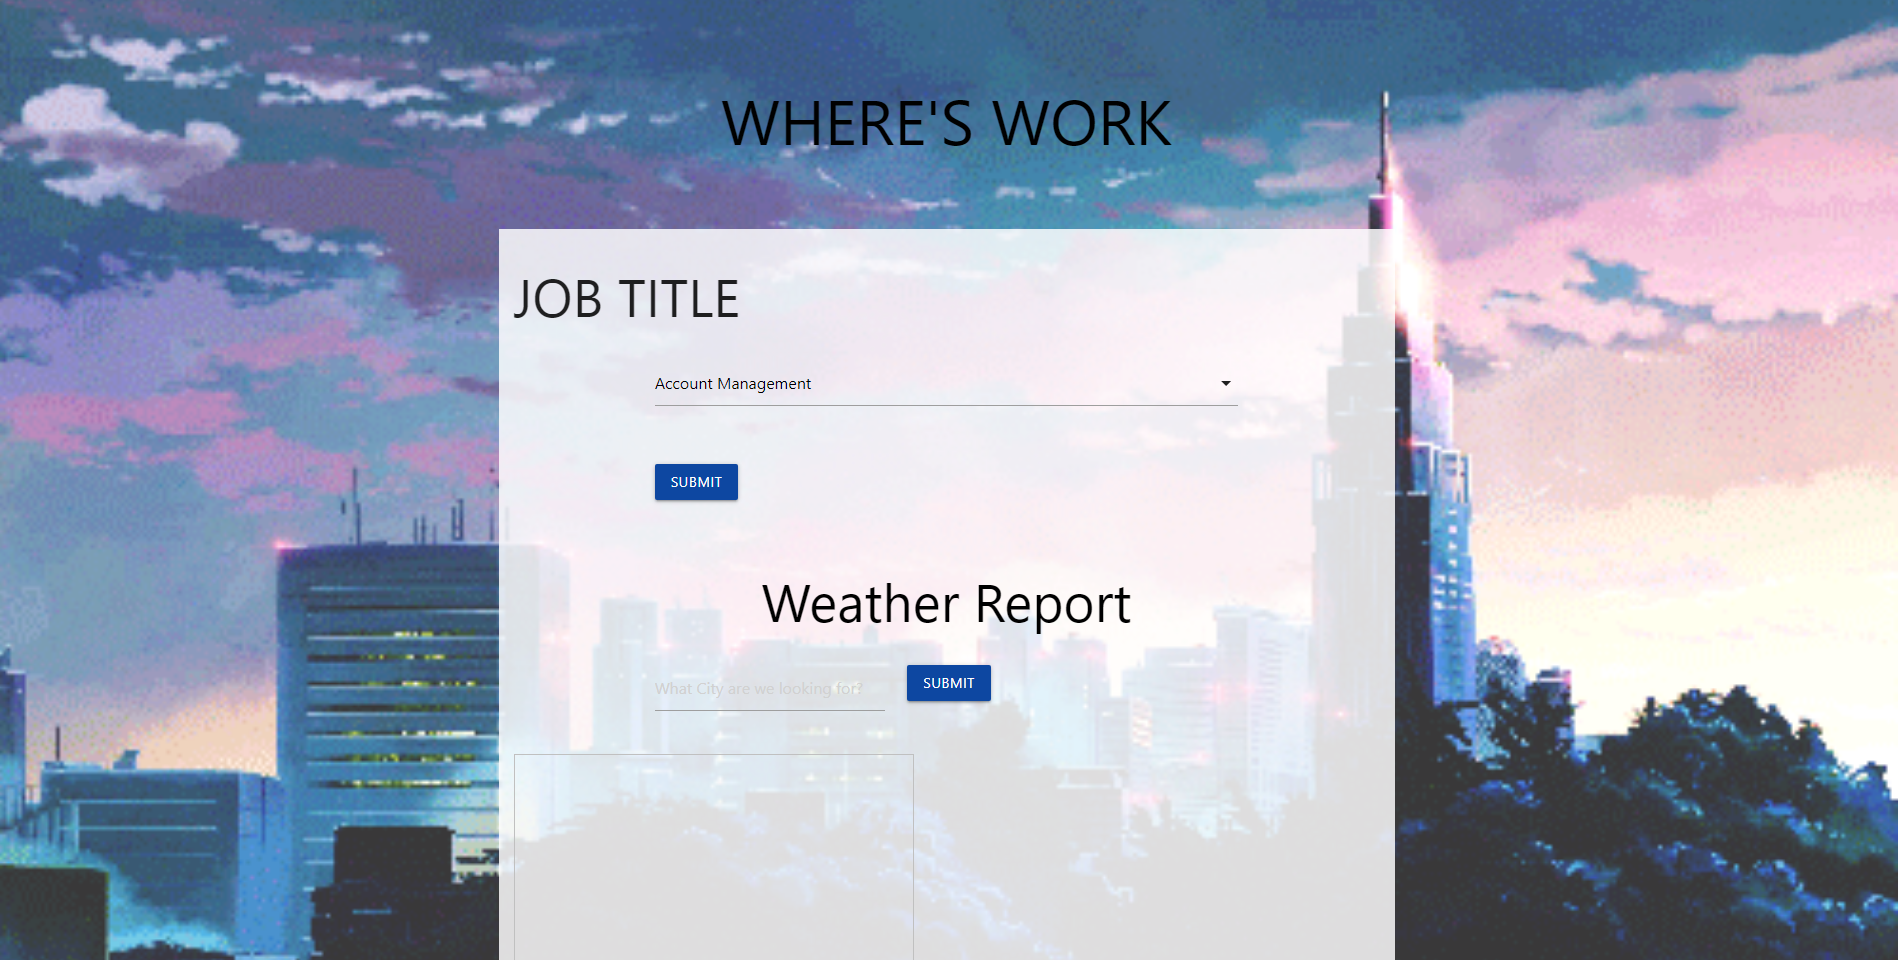 WHERE'S WORK
JOB TITLE
Account Management
SUBMIT
Weather Report
What City are we looking for?
SUBMIT